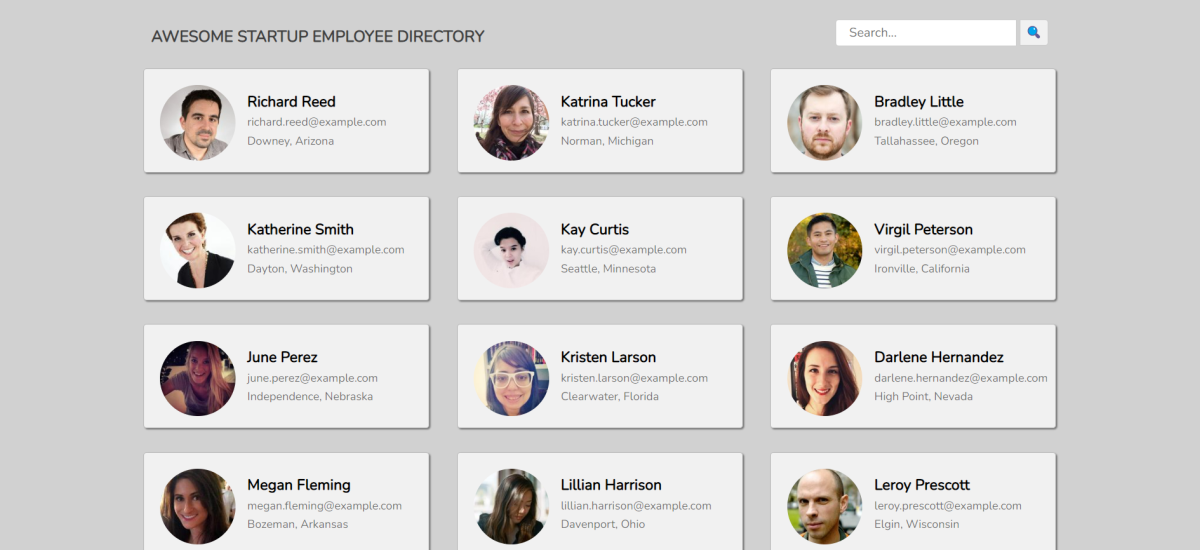 AWESOME STARTUP EMPLOYEE DIRECTORY
Search...
Richard Reed
richard.reed@example.com
Downey, Arizona
Katrina Tucker
katrina.tucker@example.com
Norman, Michigan
Bradley Little
bradley.little@example.com
Tallahassee, Oregon
Katherine Smith
katherine.smith@example.com
Dayton, Washington
Kay Curtis
kay.curtis@example.com
Seattle, Minnesota
Virgil Peterson
virgil.peterson@example.com
Ironville, California
June Perez
june.perez@example.com
Independence, Nebraska
Kristen Larson
kristen.larson@example.com
Clearwater, Florida
Darlene Hernandez
darlene.hernandez@example.com
High Point, Nevada
Megan Fleming
megan.fleming@example.com
Bozeman, Arkansas
Lillian Harrison
lillian.harrison@example.com
Davenport, Ohio
Leroy Prescott
leroy.prescott@example.com
Elgin, Wisconsin